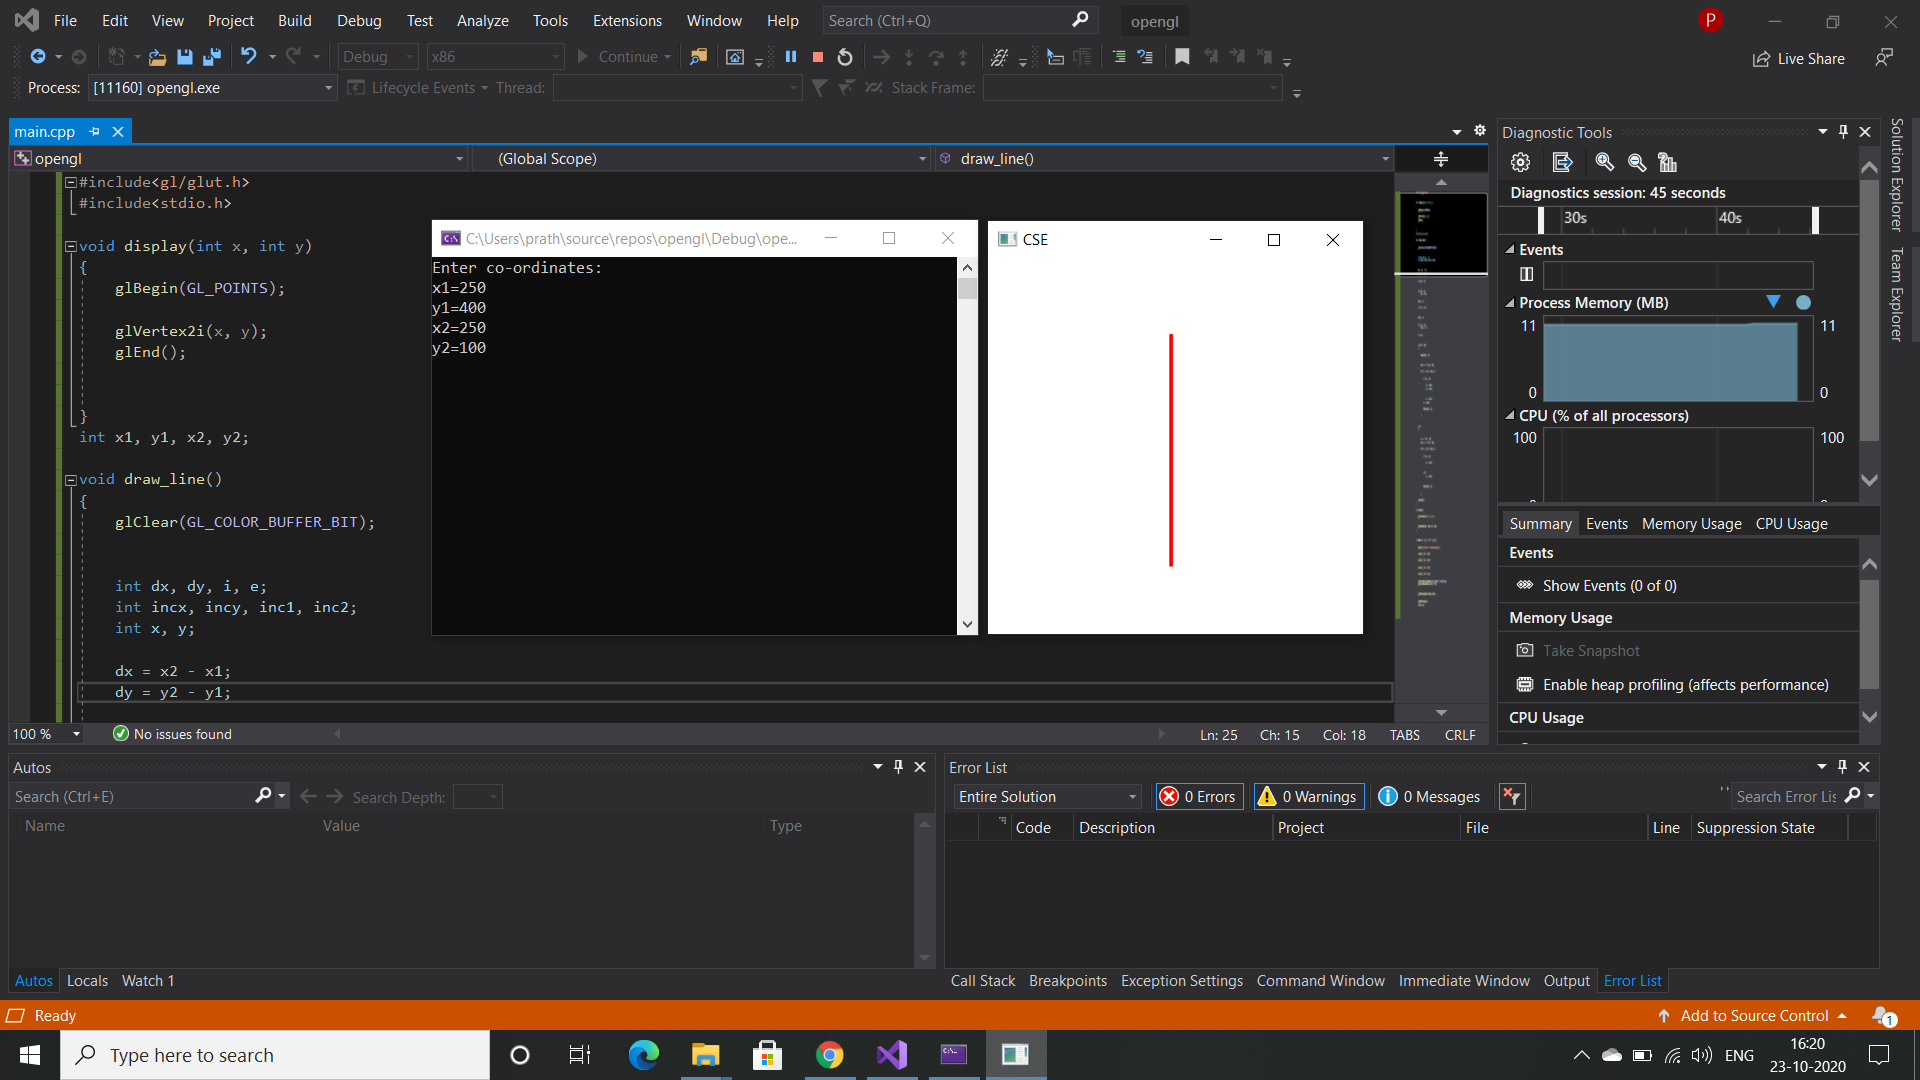 File Edit View Project Build Debug Test Analyze Tools Extensions Window Help Search (Ctrl+Q) opengl P
Debug x86 Continue Live Share
Process: [11160] opengl.exe Lifecycle Events Thread: Stack Frame:
main.cpp
opengl (Global Scope) draw_line()
#include<gl/glut.h>
#include<stdio.h>
void display(int x, int y)
{
glBegin(GL_POINTS);
glVertex2i(x, y);
glEnd();
}
int x1, y1, x2, y2;
void draw_line()
{
glClear(GL_COLOR_BUFFER_BIT);
int dx, dy, i, e;
int incx, incy, inc1, inc2;
int x, y;
dx = x2 - x1;
dy = y2 - y1;
100 % No issues found Ln: 25 Ch: 15 Col: 18 TABS CRLF
C:\Users\prath\source\repos\opengl\Debug\ope...
Enter co-ordinates:
x1=250
y1=400
x2=250
y2=100
CSE
Diagnostic Tools
Diagnostics session: 45 seconds
30s 40s
Events
Process Memory (MB)
11 11
0 0
CPU (% of all processors)
100 100
Summary Events Memory Usage CPU Usage
Events
Show Events (0 of 0)
Memory Usage
Take Snapshot
Enable heap profiling (affects performance)
CPU Usage
Solution Explorer
Team Explorer
Autos
Search (Ctrl+E) Search Depth:
Name Value Type
Autos Locals Watch 1
Error List
Entire Solution 0 Errors 0 Warnings 0 Messages Search Error Lis
Code Description Project File Line Suppression State
Call Stack Breakpoints Exception Settings Command Window Immediate Window Output Error List
Ready Add to Source Control 1
Type here to search
ENG 16:20
23-10-2020